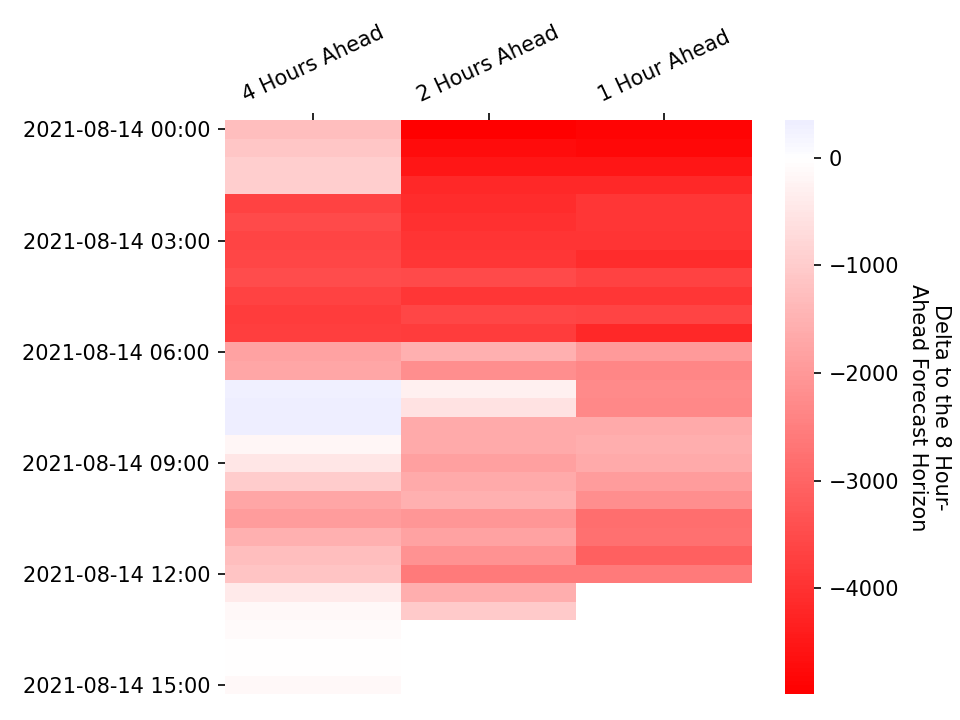 4 Hours Ahead
2 Hours Ahead
1 Hour Ahead
2021-08-14 00:00
2021-08-14 03:00
2021-08-14 06:00
2021-08-14 09:00
2021-08-14 12:00
2021-08-14 15:00
0
−1000
−2000
−3000
−4000
Delta to the 8 Hour-
Ahead Forecast Horizon